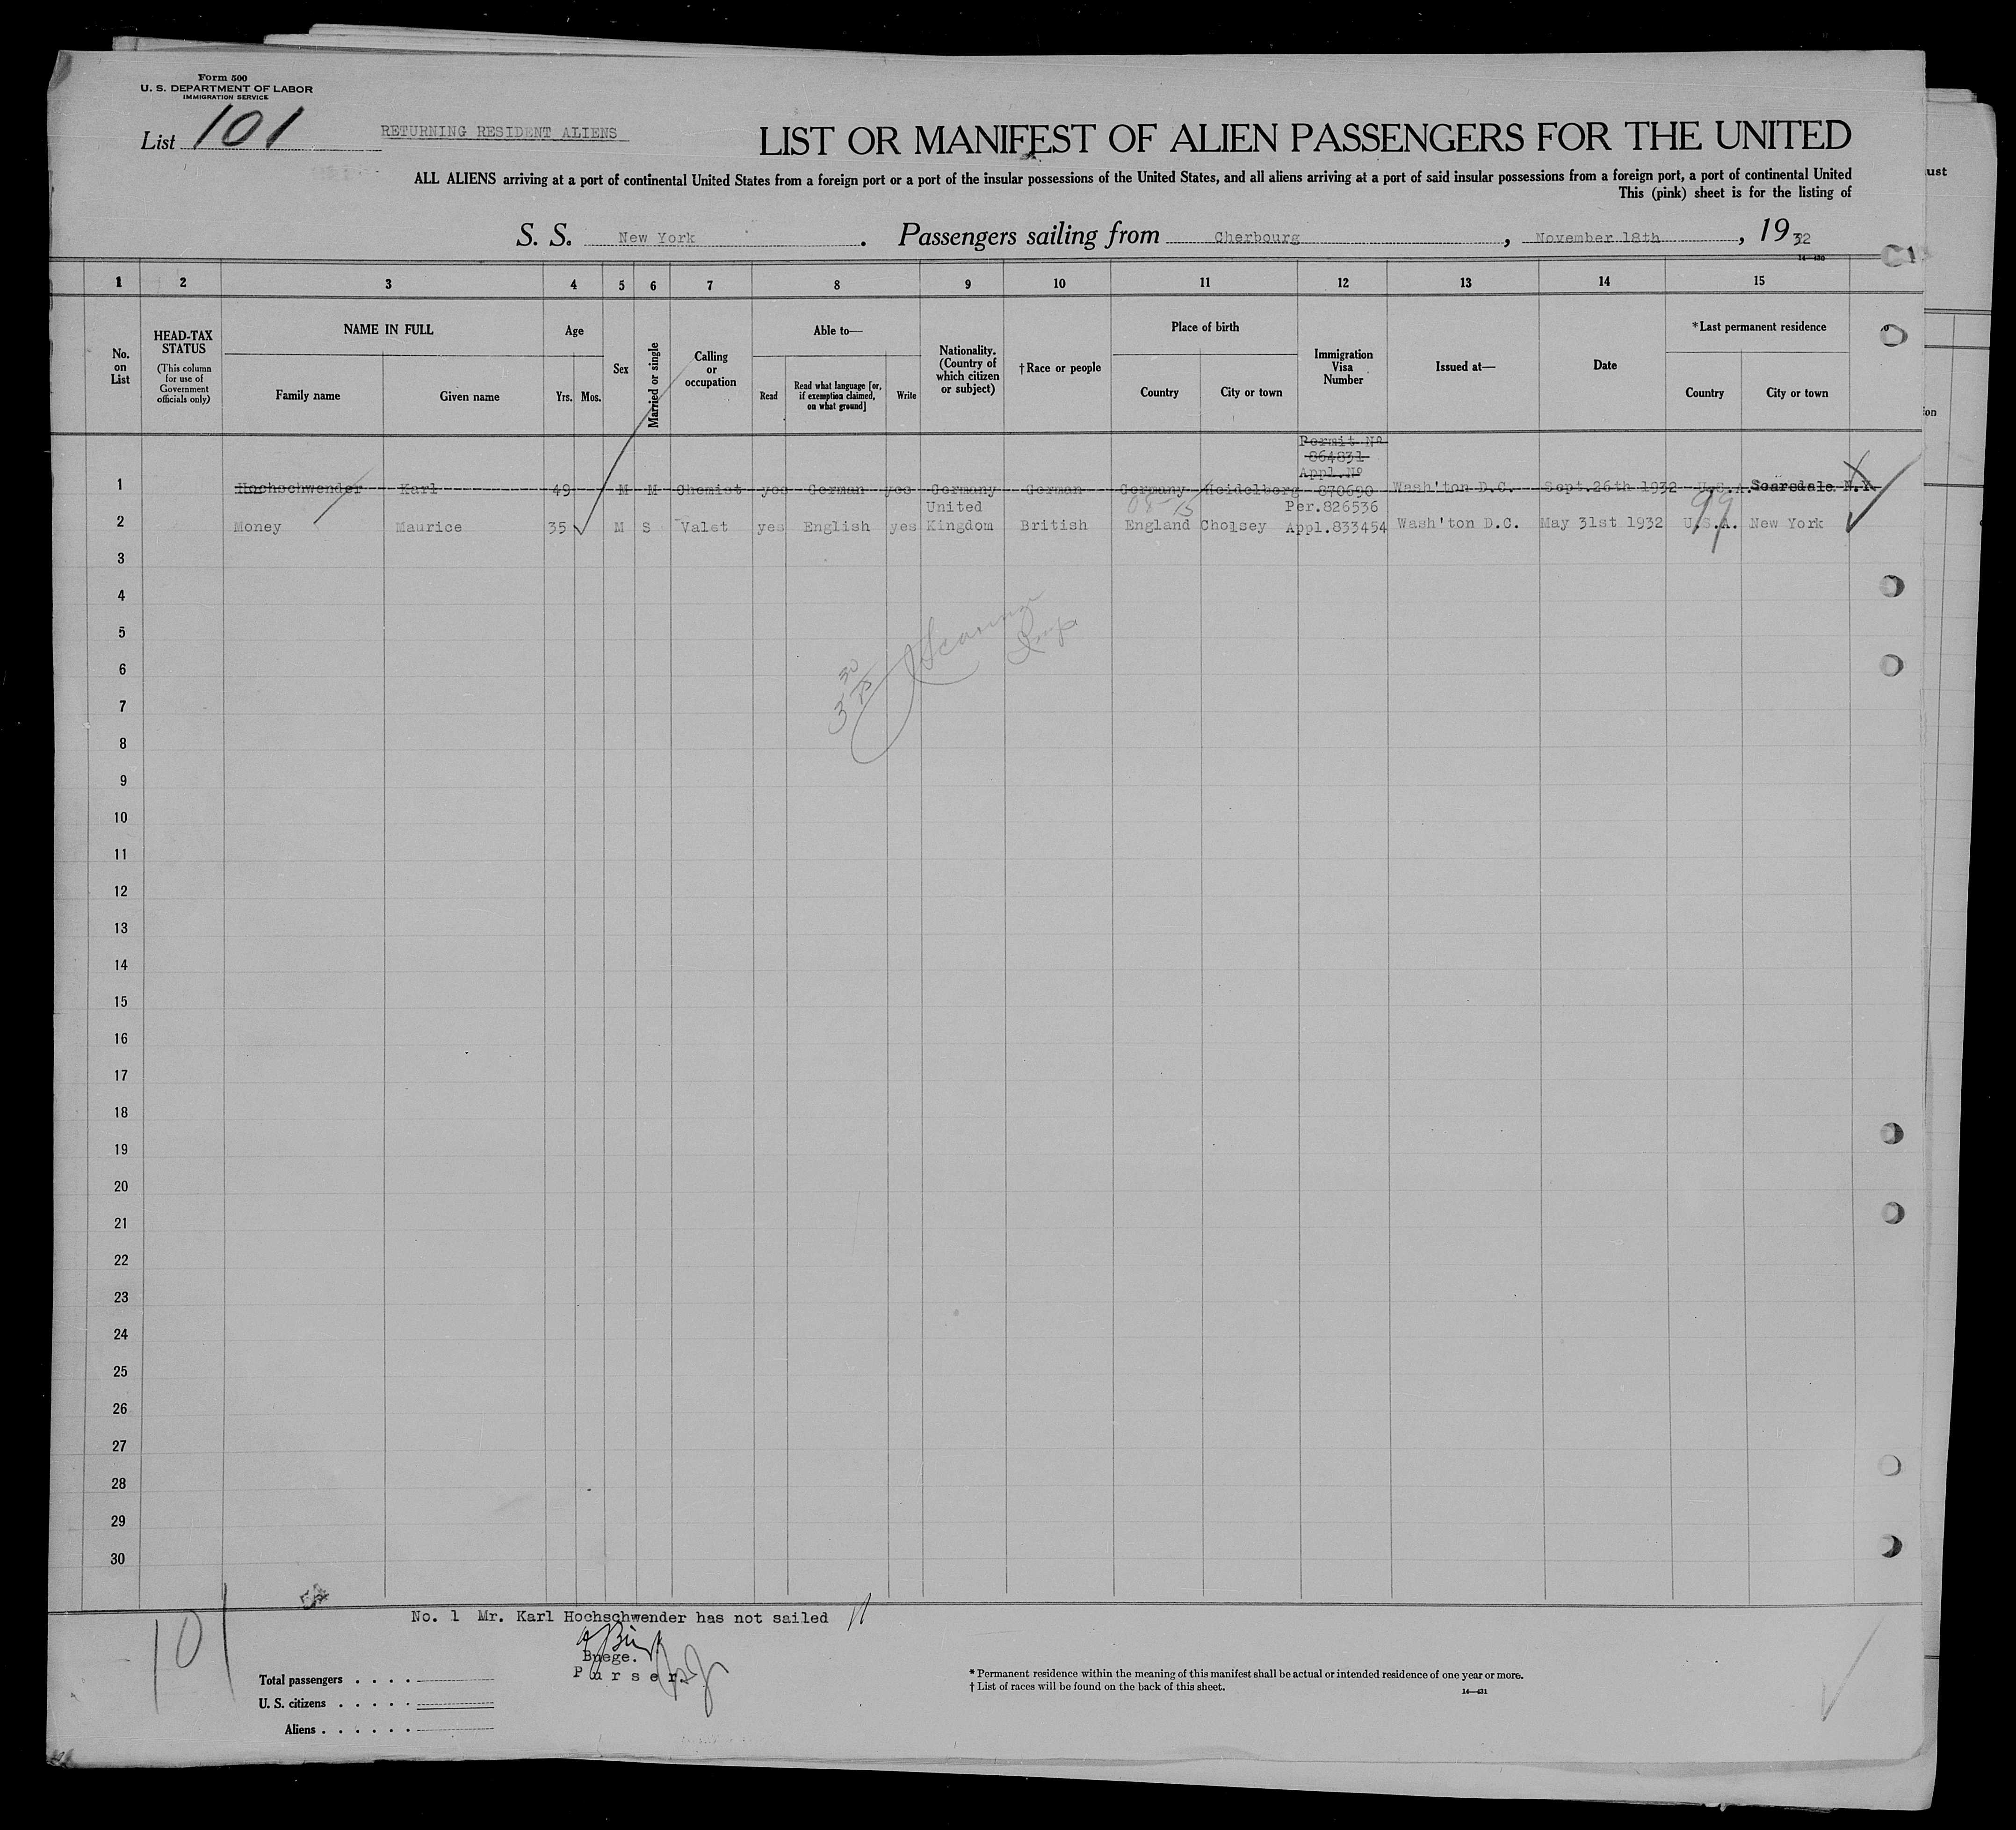 Form 500
U. S. DEPARTMENT OF LABOR
IMMIGRATION SERVICE
List 101
RETURNING RESIDENT ALIENS
LIST OR MANIFEST OF ALIEN PASSENGERS FOR THE UNITED
ALL ALIENS arriving at a port of continental United States from a foreign port or a port of the insular possessions of the United States, and all aliens arriving at a port of said insular possessions from a foreign port, a port of continental United
This (pink) sheet is for the listing of
S. S. New York. Passengers sailing from Cherbourg, November 18th, 1932
14—430
1 2 3 4 5 6 7 8 9 10 11 12 13 14 15
No. on List
HEAD-TAX STATUS
(This column for use of Government officials only)
NAME IN FULL
Family name Given name
Age
Yrs. Mos.
Sex
Married or single
Calling or occupation
Able to—
Read
Read what language [or, if exemption claimed, on what ground]
Write
Nationality. (Country of which citizen or subject)
†Race or people
Place of birth
Country City or town
Immigration Visa Number
Issued at—
Date
*Last permanent residence
Country City or town
Permit Nº
864831
Appl.Nº
1 Hochschwender Karl 49 M M Chemist yes German yes Germany German Germany Heidelberg 870690 Wash'ton D.C. Sept.26th 1932 U.S.A. Scarsdale N.Y.
United Per.826536
2 Money Maurice 35 M S Valet yes English yes Kingdom British England Cholsey Appl.833454 Wash'ton D.C. May 31st 1932 U.S.A. New York
99
3
4
5
6
7
8
9
10
11
12
13
14
15
16
17
18
19
20
21
22
23
24
25
26
27
28
29
30
No. 1 Mr. Karl Hochschwender has not sailed
Buege.
Purser
101
Total passengers . . . .
U. S. citizens . . . . .
Aliens . . . . . .
* Permanent residence within the meaning of this manifest shall be actual or intended residence of one year or more.
† List of races will be found on the back of this sheet.
14—431
ust
ion